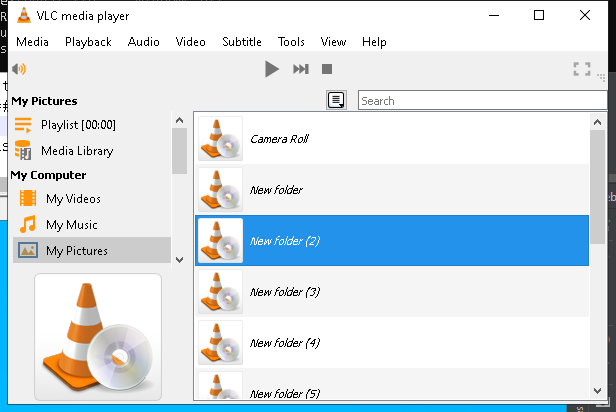 VLC media player
Media Playback Audio Video Subtitle Tools View Help
My Pictures
Search
Playlist [00:00]
Media Library
My Computer
My Videos
My Music
My Pictures
Camera Roll
New folder
New folder (2)
New folder (3)
New folder (4)
New folder (5)